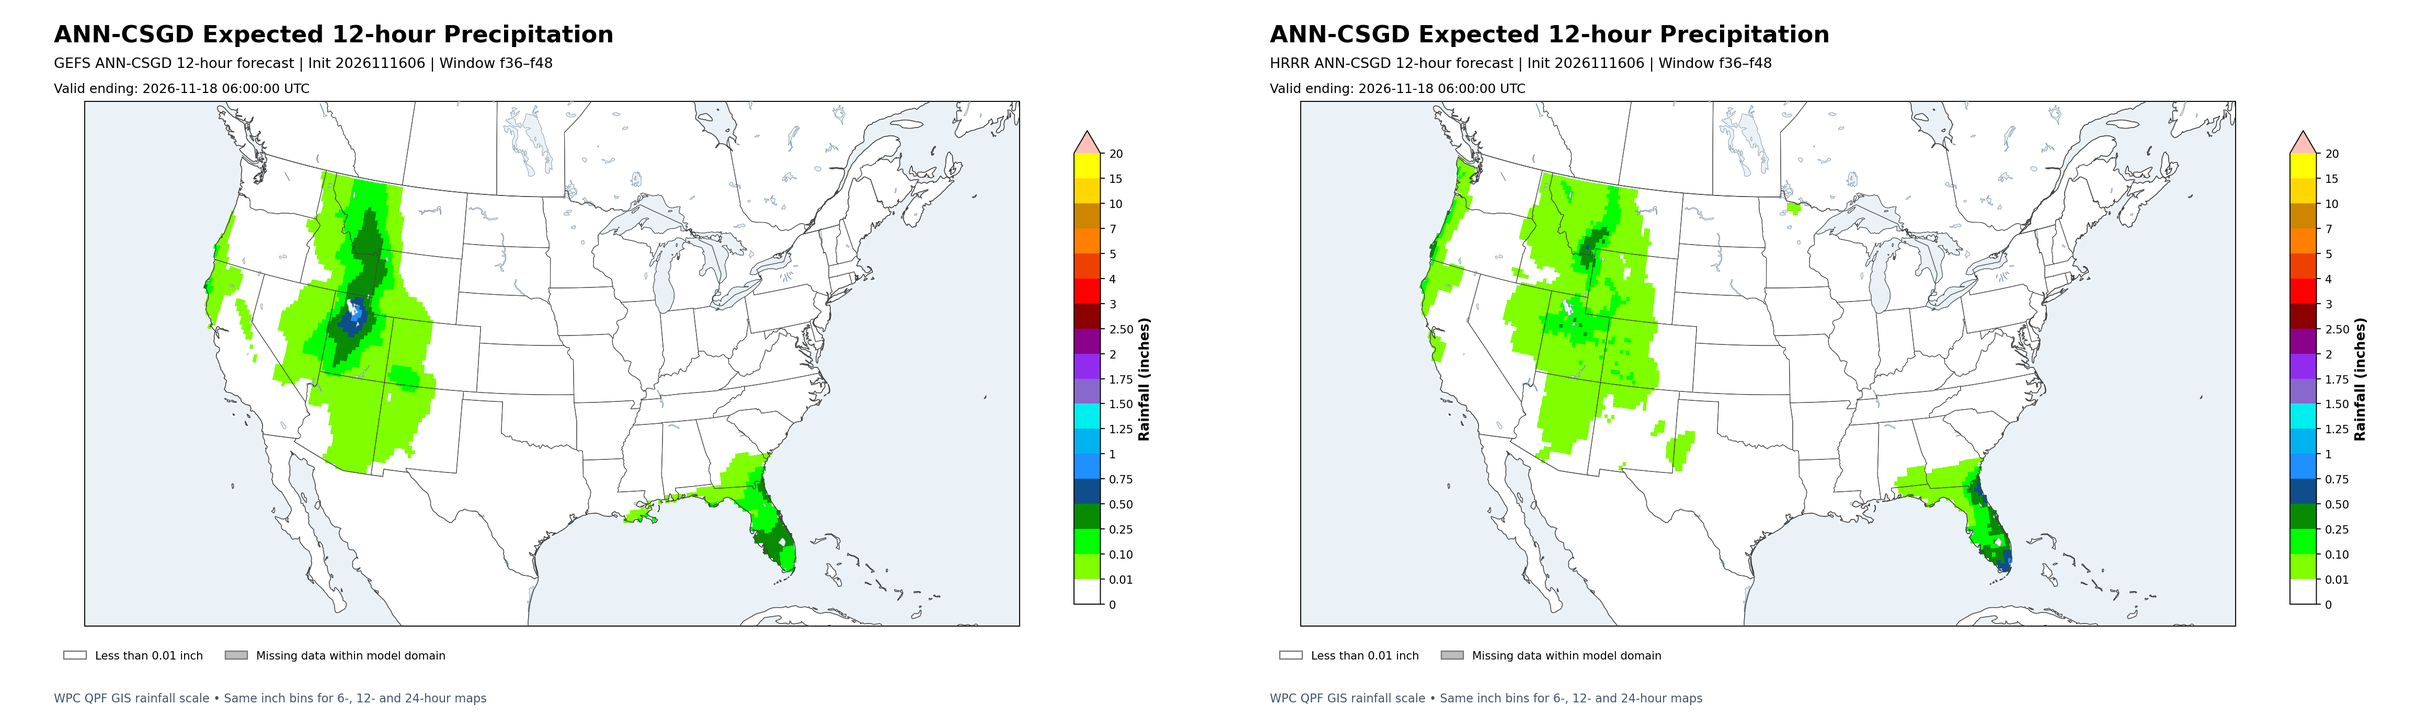 ANN-CSGD Expected 12-hour Precipitation
GEFS ANN-CSGD 12-hour forecast | Init 2026111606 | Window f36–f48
Valid ending: 2026-11-18 06:00:00 UTC
20
15
10
7
5
4
3
2.50
2
1.75
1.50
1.25
1
0.75
0.50
0.25
0.10
0.01
0
Rainfall (inches)
Less than 0.01 inch
Missing data within model domain
WPC QPF GIS rainfall scale • Same inch bins for 6-, 12- and 24-hour maps
ANN-CSGD Expected 12-hour Precipitation
HRRR ANN-CSGD 12-hour forecast | Init 2026111606 | Window f36–f48
Valid ending: 2026-11-18 06:00:00 UTC
20
15
10
7
5
4
3
2.50
2
1.75
1.50
1.25
1
0.75
0.50
0.25
0.10
0.01
0
Rainfall (inches)
Less than 0.01 inch
Missing data within model domain
WPC QPF GIS rainfall scale • Same inch bins for 6-, 12- and 24-hour maps